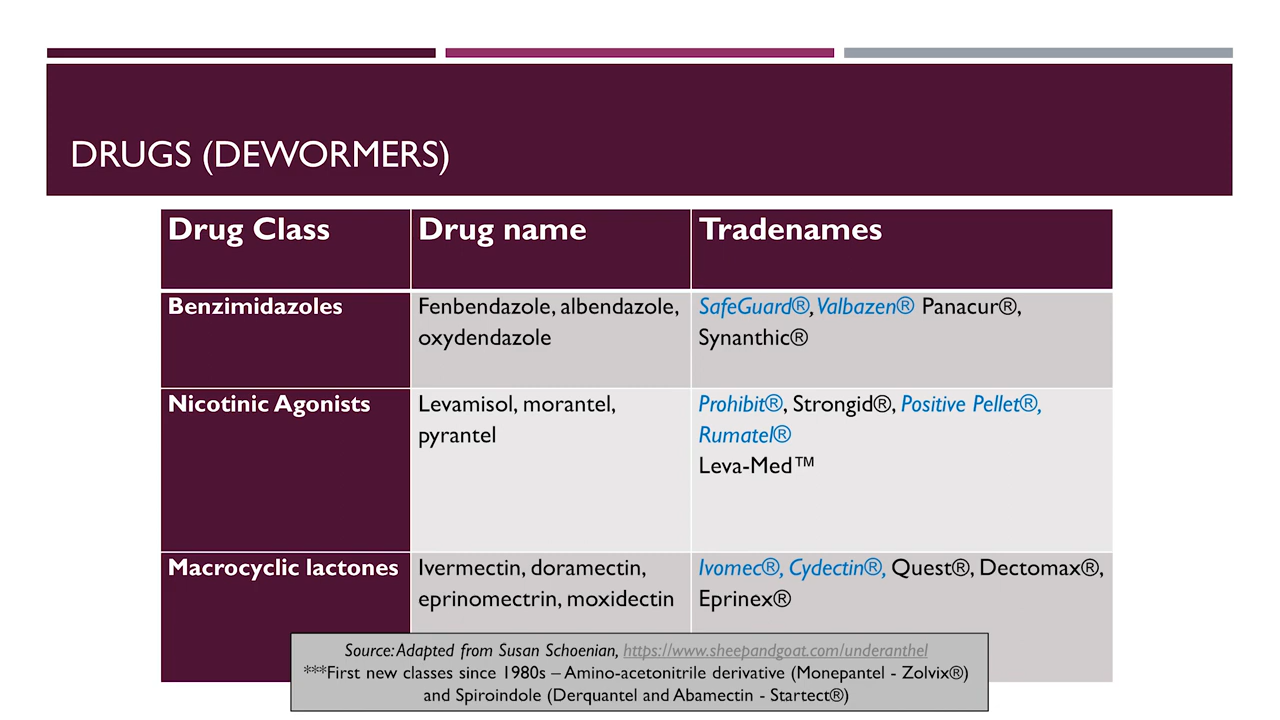 DRUGS (DEWORMERS)
Drug Class
Drug name
Tradenames
Benzimidazoles
Fenbendazole, albendazole,
oxydendazole
SafeGuard®, Valbazen® Panacur®,
Synanthic®
Nicotinic Agonists
Levamisol, morantel,
pyrantel
Prohibit®, Strongid®, Positive Pellet®,
Rumatel®
Leva-Med™
Macrocyclic lactones
Ivermectin, doramectin,
eprinomectrin, moxidectin
Ivomec®, Cydectin®, Quest®, Dectomax®,
Eprinex®
Source: Adapted from Susan Schoenian, https://www.sheepandgoat.com/underanthel
***First new classes since 1980s – Amino-acetonitrile derivative (Monepantel - Zolvix®)
and Spiroindole (Derquantel and Abamectin - Startect®)